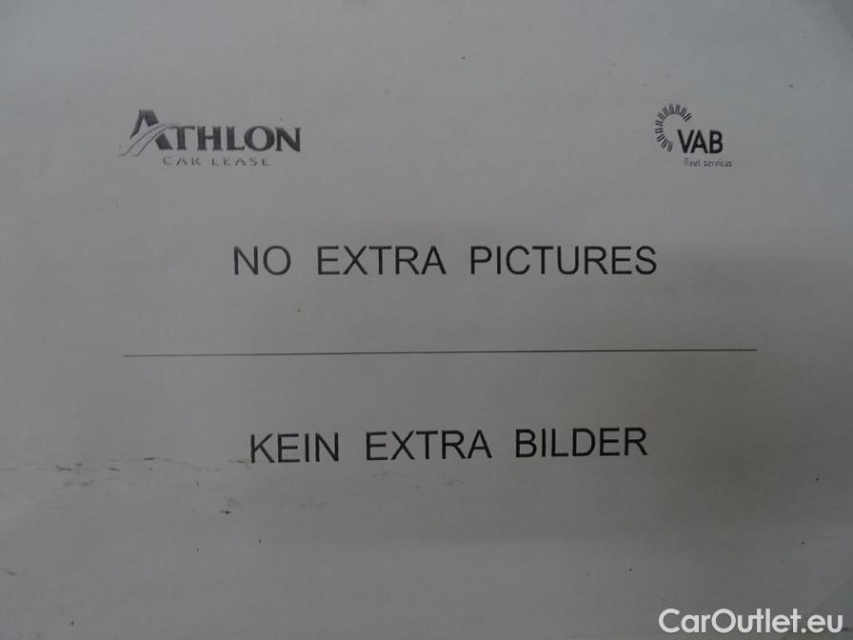 ATHLON
CAR LEASE
VAB
fleet services
NO EXTRA PICTURES
KEIN EXTRA BILDER
CarOutlet.eu